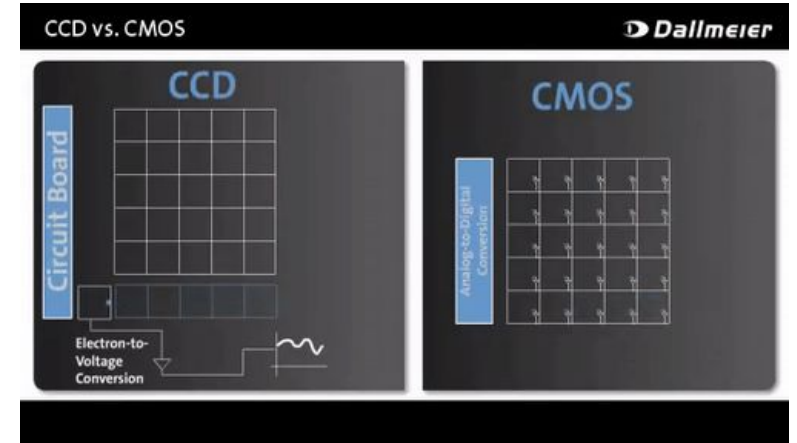 CCD vs. CMOS
Dallmeier
CCD
Circuit Board
Electron-to-
Voltage
Conversion
CMOS
Analog-to-Digital
Conversion